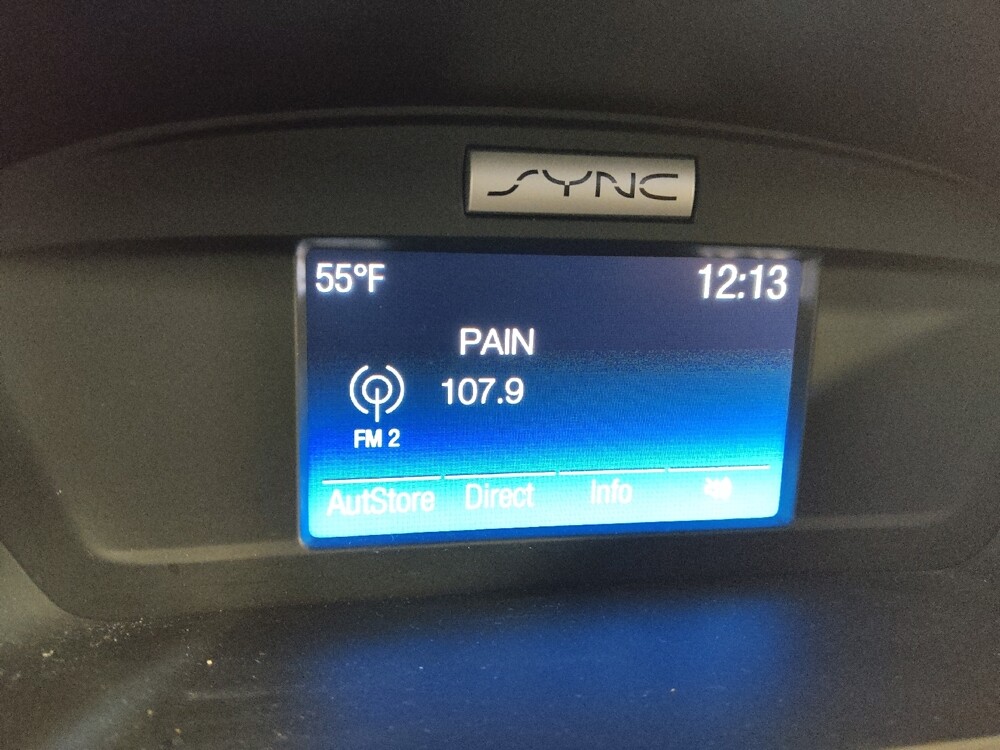 SYNC
55°F
12:13
PAIN
107.9
FM 2
AutStore Direct Info